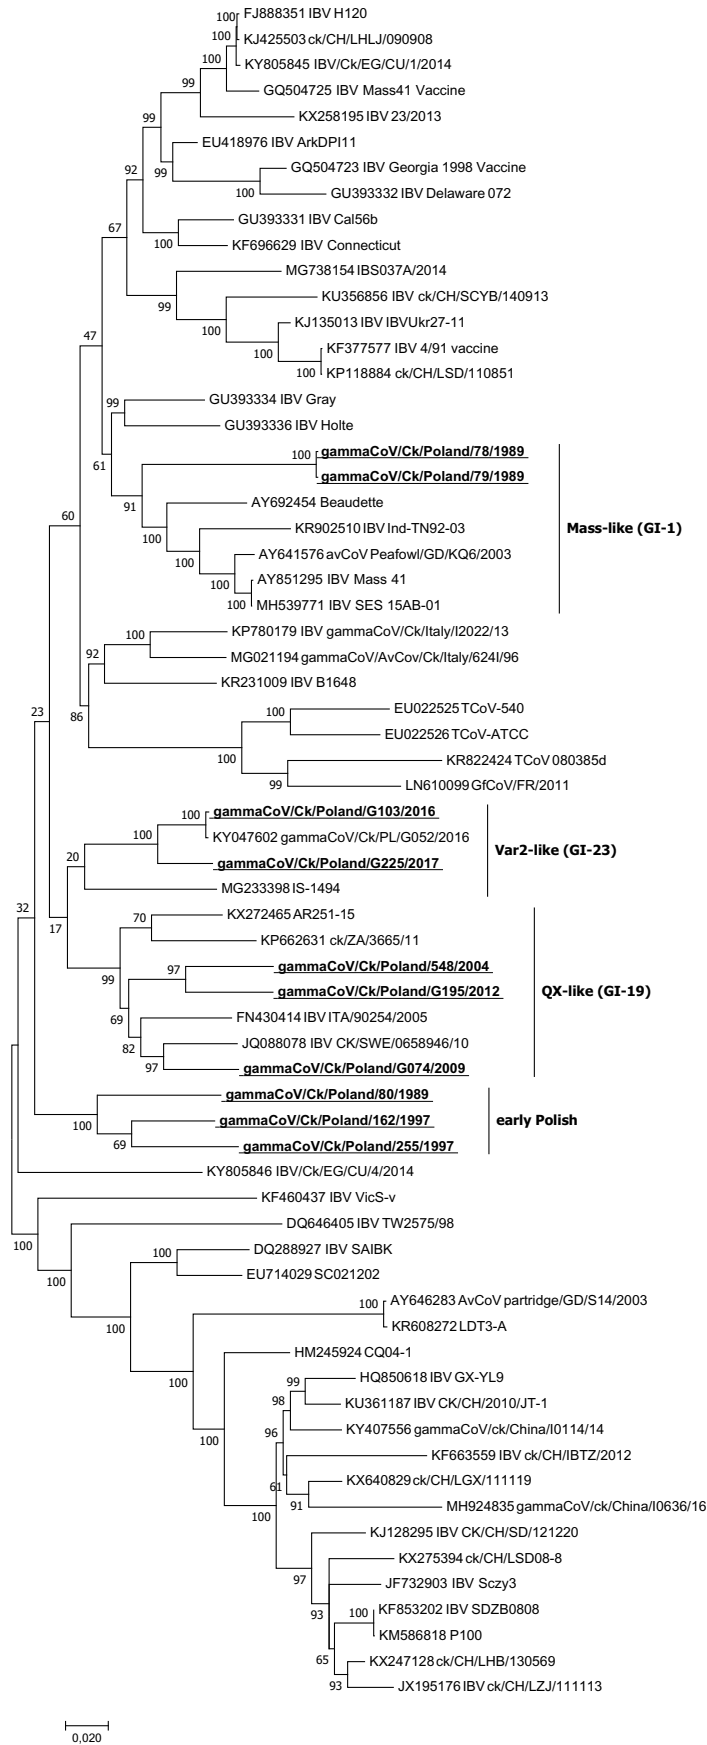 100 FJ888351 IBV H120
100 KJ425503 ck/CH/LHLJ/090908
100 KY805845 IBV/Ck/EG/CU/1/2014
99 GQ504725 IBV Mass41 Vaccine
99 KX258195 IBV 23/2013
EU418976 IBV ArkDPI11
92 99 GQ504723 IBV Georgia 1998 Vaccine
100 GU393332 IBV Delaware 072
67 GU393331 IBV Cal56b
100 KF696629 IBV Connecticut
MG738154 IBS037A/2014
99 KU356856 IBV ck/CH/SCYB/140913
100 KJ135013 IBV IBVUkr27-11
47 100 KF377577 IBV 4/91 vaccine
100 KP118884 ck/CH/LSD/110851
99 GU393334 IBV Gray
GU393336 IBV Holte
61 100 gammaCoV/Ck/Poland/78/1989
gammaCoV/Ck/Poland/79/1989
91 AY692454 Beaudette
60 100 KR902510 IBV Ind-TN92-03
Mass-like (GI-1)
100 AY641576 avCoV Peafowl/GD/KQ6/2003
AY851295 IBV Mass 41
100 MH539771 IBV SES 15AB-01
100 KP780179 IBV gammaCoV/Ck/Italy/I2022/13
92 MG021194 gammaCoV/AvCov/Ck/Italy/624I/96
KR231009 IBV B1648
23 86 100 EU022525 TCoV-540
EU022526 TCoV-ATCC
100 KR822424 TCoV 080385d
99 LN610099 GfCoV/FR/2011
100 gammaCoV/Ck/Poland/G103/2016
100 KY047602 gammaCoV/Ck/PL/G052/2016
Var2-like (GI-23)
20 gammaCoV/Ck/Poland/G225/2017
MG233398 IS-1494
32 70 KX272465 AR251-15
17 KP662631 ck/ZA/3665/11
99 97 gammaCoV/Ck/Poland/548/2004
gammaCoV/Ck/Poland/G195/2012
QX-like (GI-19)
69 FN430414 IBV ITA/90254/2005
82 JQ088078 IBV CK/SWE/0658946/10
97 gammaCoV/Ck/Poland/G074/2009
gammaCoV/Ck/Poland/80/1989
100 gammaCoV/Ck/Poland/162/1997
early Polish
69 gammaCoV/Ck/Poland/255/1997
KY805846 IBV/Ck/EG/CU/4/2014
KF460437 IBV VicS-v
100 DQ646405 IBV TW2575/98
100 100 DQ288927 IBV SAIBK
EU714029 SC021202
100 100 AY646283 AvCoV partridge/GD/S14/2003
KR608272 LDT3-A
100 HM245924 CQ04-1
99 HQ850618 IBV GX-YL9
98 KU361187 IBV CK/CH/2010/JT-1
100 96 KY407556 gammaCoV/ck/China/I0114/14
KF663559 IBV ck/CH/IBTZ/2012
61 KX640829 ck/CH/LGX/111119
100 91 MH924835 gammaCoV/ck/China/I0636/16
KJ128295 IBV CK/CH/SD/121220
97 KX275394 ck/CH/LSD08-8
JF732903 IBV Sczy3
93 100 KF853202 IBV SDZB0808
KM586818 P100
65 KX247128 ck/CH/LHB/130569
93 JX195176 IBV ck/CH/LZJ/111113
0,020